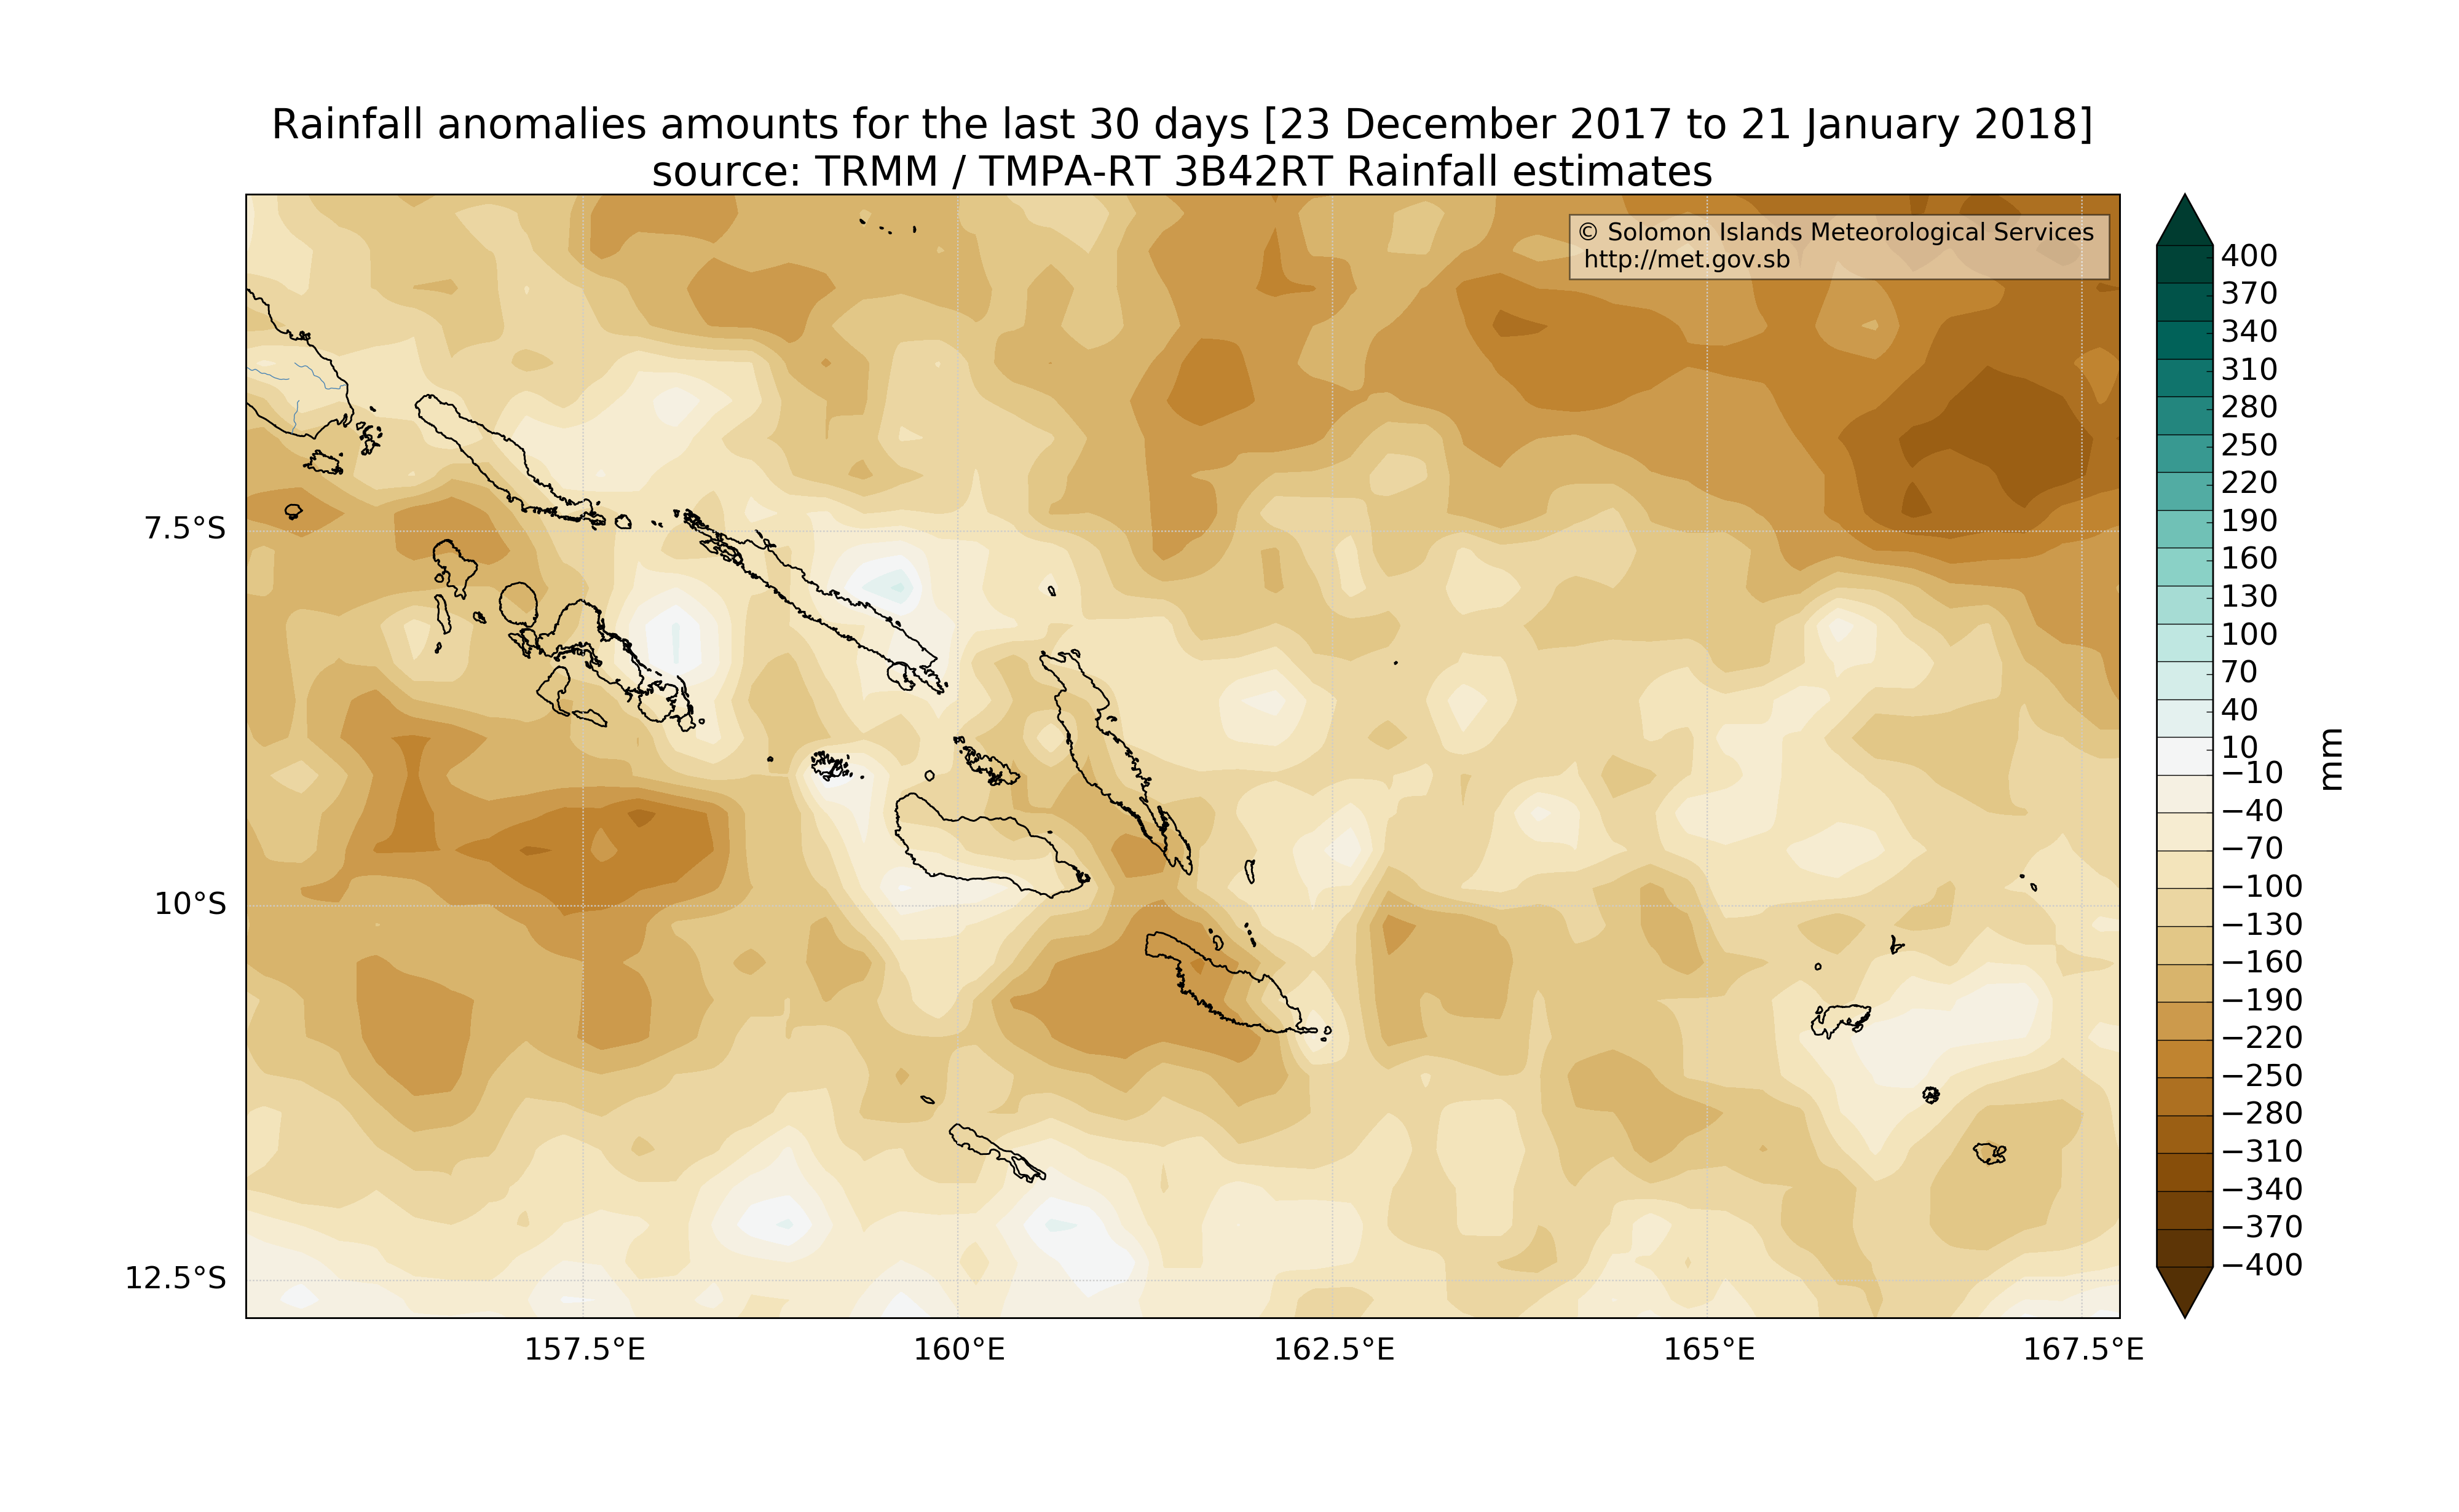 Rainfall anomalies amounts for the last 30 days [23 December 2017 to 21 January 2018]
source: TRMM / TMPA-RT 3B42RT Rainfall estimates
© Solomon Islands Meteorological Services
http://met.gov.sb
7.5°S
10°S
12.5°S
157.5°E
160°E
162.5°E
165°E
167.5°E
400
370
340
310
280
250
220
190
160
130
100
70
40
10
−10
−40
−70
−100
−130
−160
−190
−220
−250
−280
−310
−340
−370
−400
mm